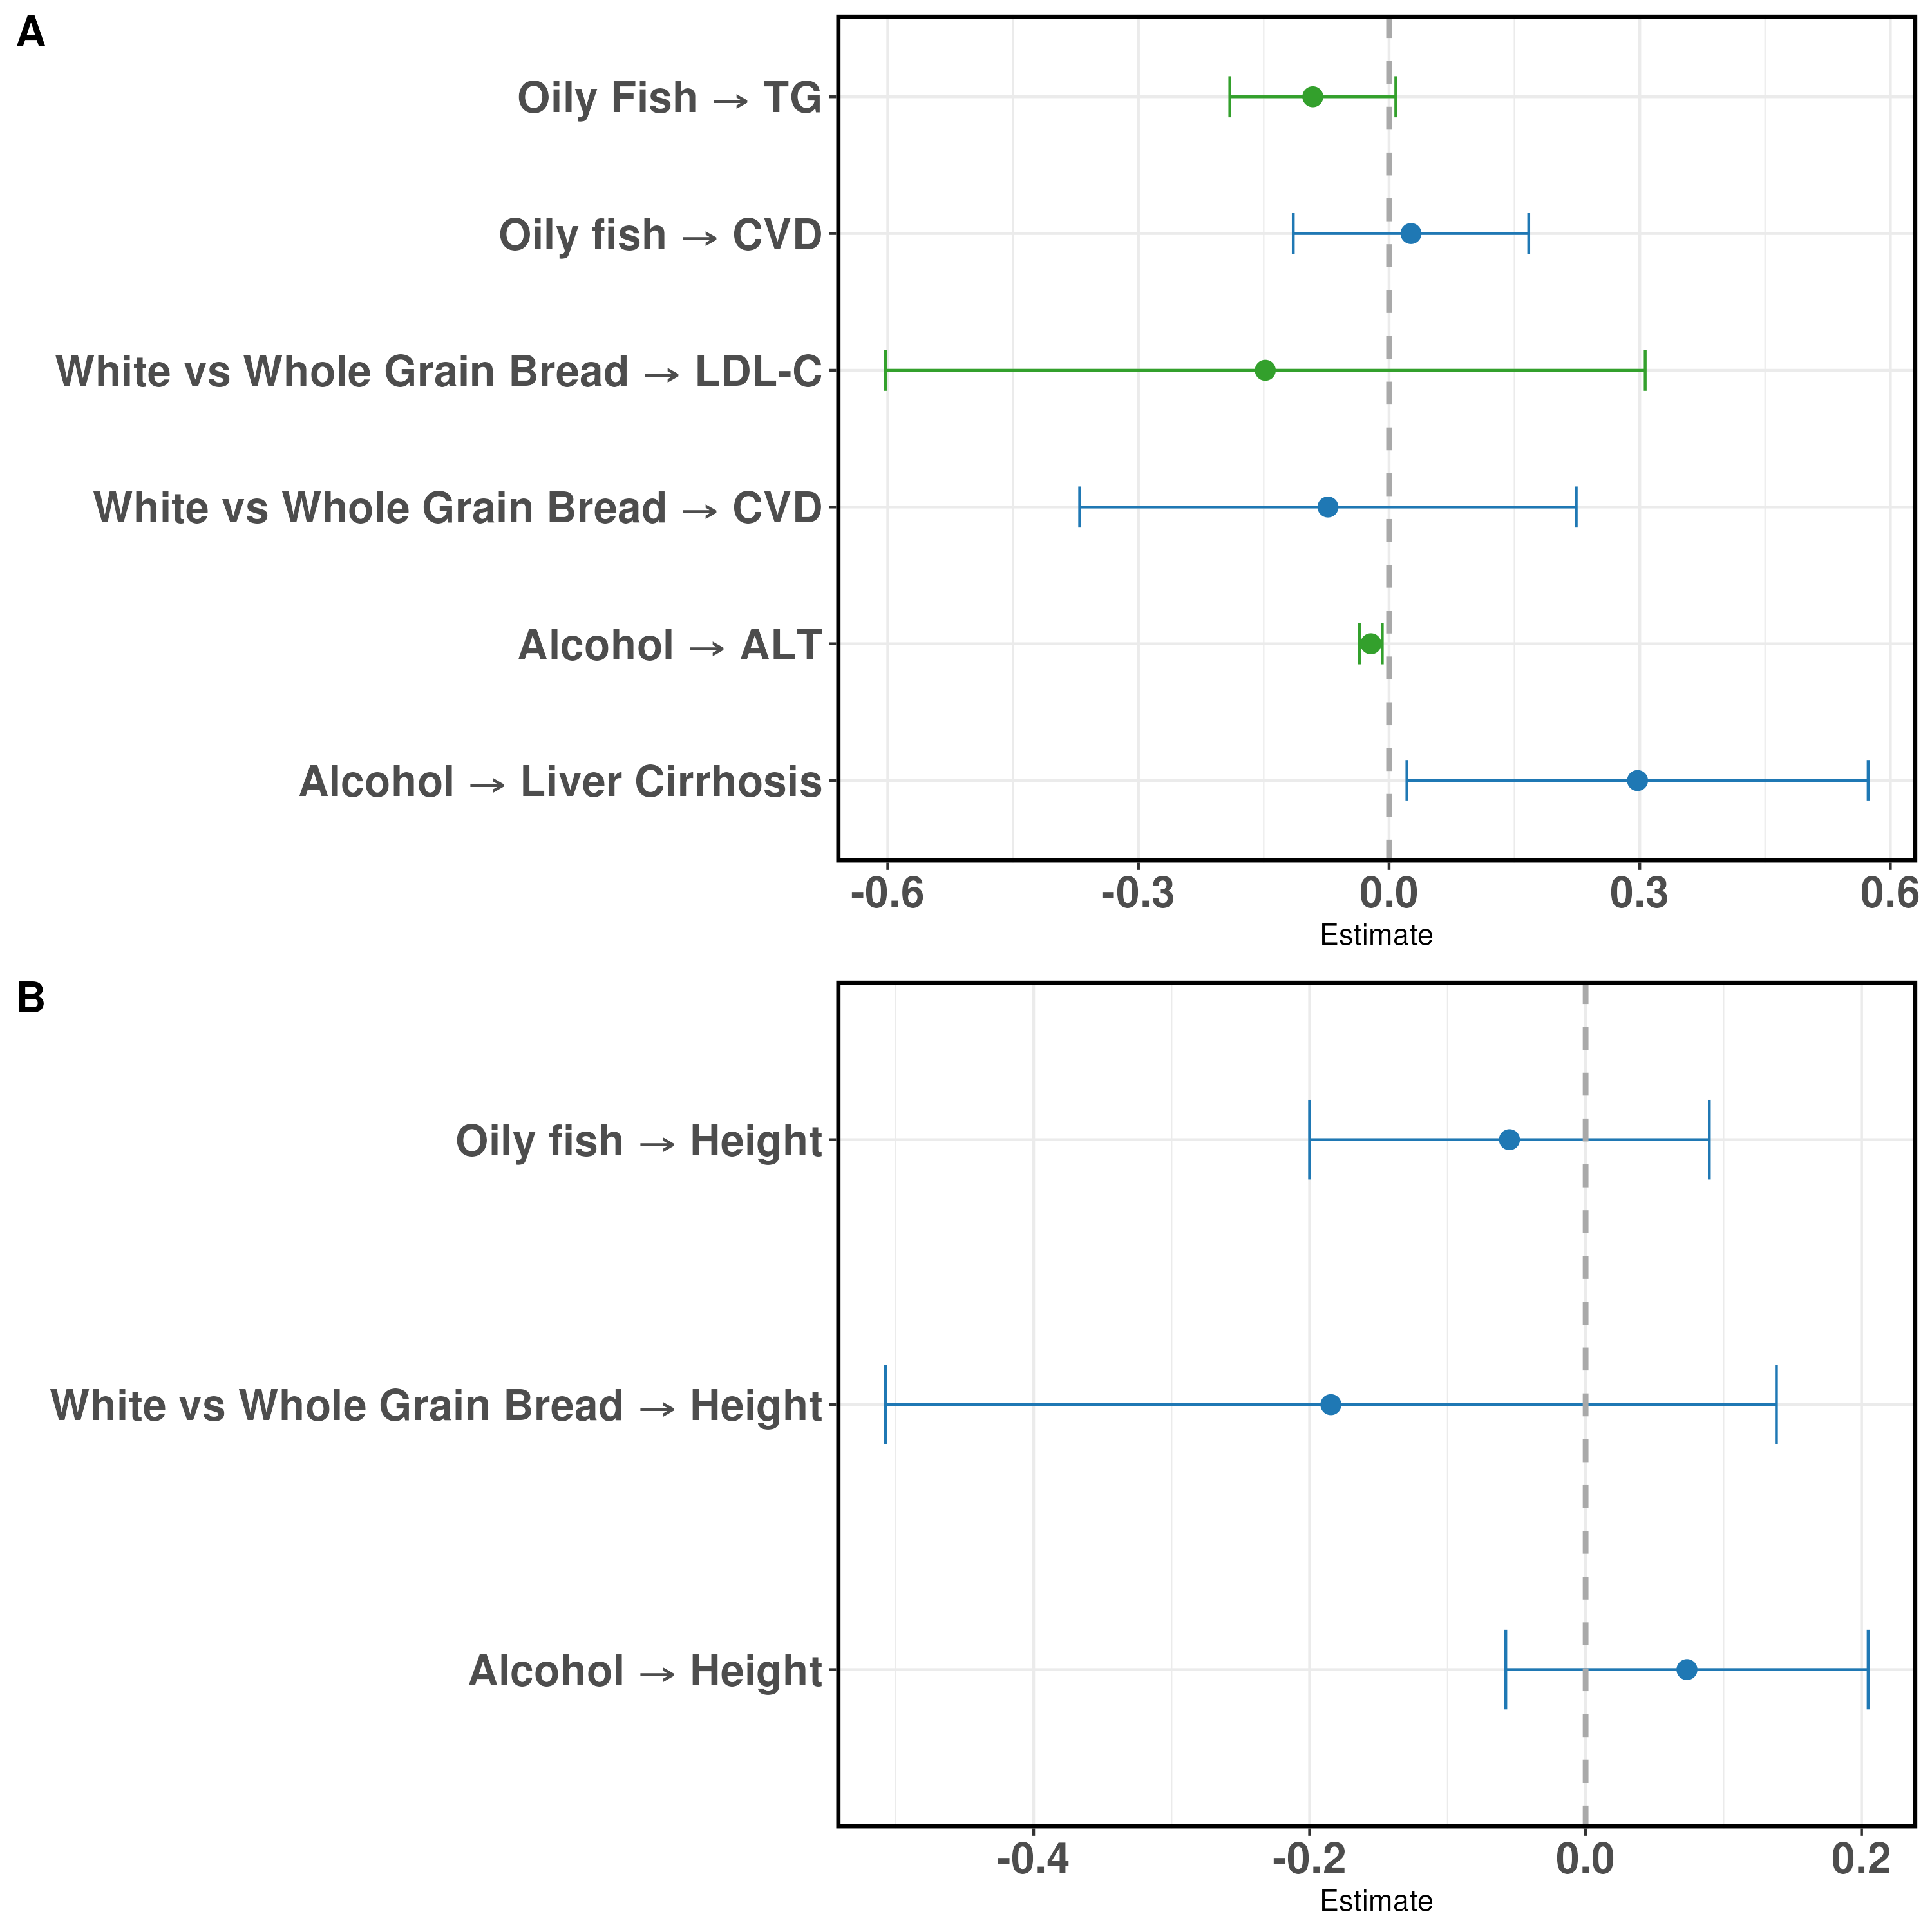 A
Oily Fish → TG
Oily fish → CVD
White vs Whole Grain Bread → LDL-C
White vs Whole Grain Bread → CVD
Alcohol → ALT
Alcohol → Liver Cirrhosis
-0.6 -0.3 0.0 0.3 0.6
Estimate
B
Oily fish → Height
White vs Whole Grain Bread → Height
Alcohol → Height
-0.4 -0.2 0.0 0.2
Estimate